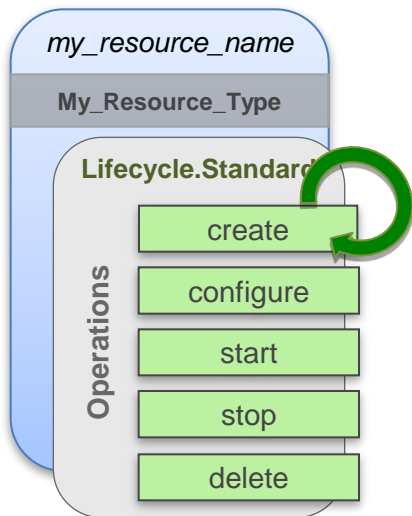 my_resource_name
My_Resource_Type
Lifecycle.Standard
Operations
create
configure
start
stop
delete